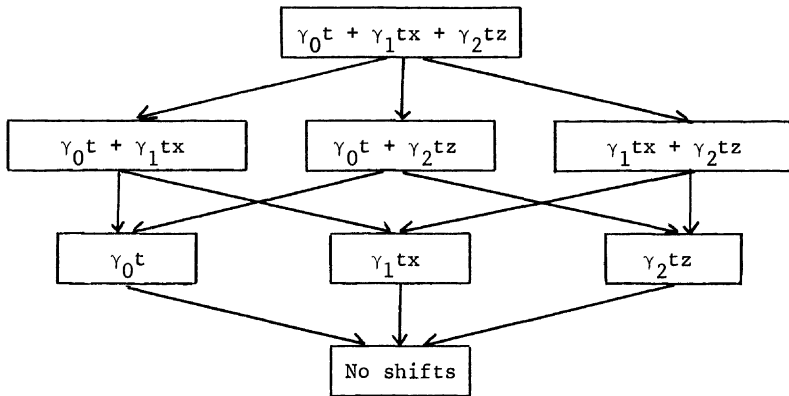 γ₀t + γ₁tx + γ₂tz
γ₀t + γ₁tx
γ₀t + γ₂tz
γ₁tx + γ₂tz
γ₀t
γ₁tx
γ₂tz
No shifts